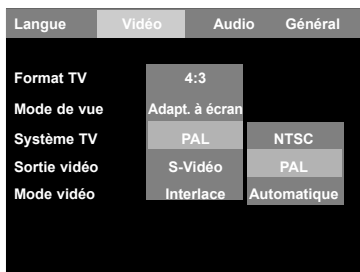 Langue Vidéo Audio Général
Format TV 4:3
Mode de vue Adapt. à écran
Système TV PAL NTSC
Sortie vidéo S-Vidéo PAL
Mode vidéo Interlace Automatique